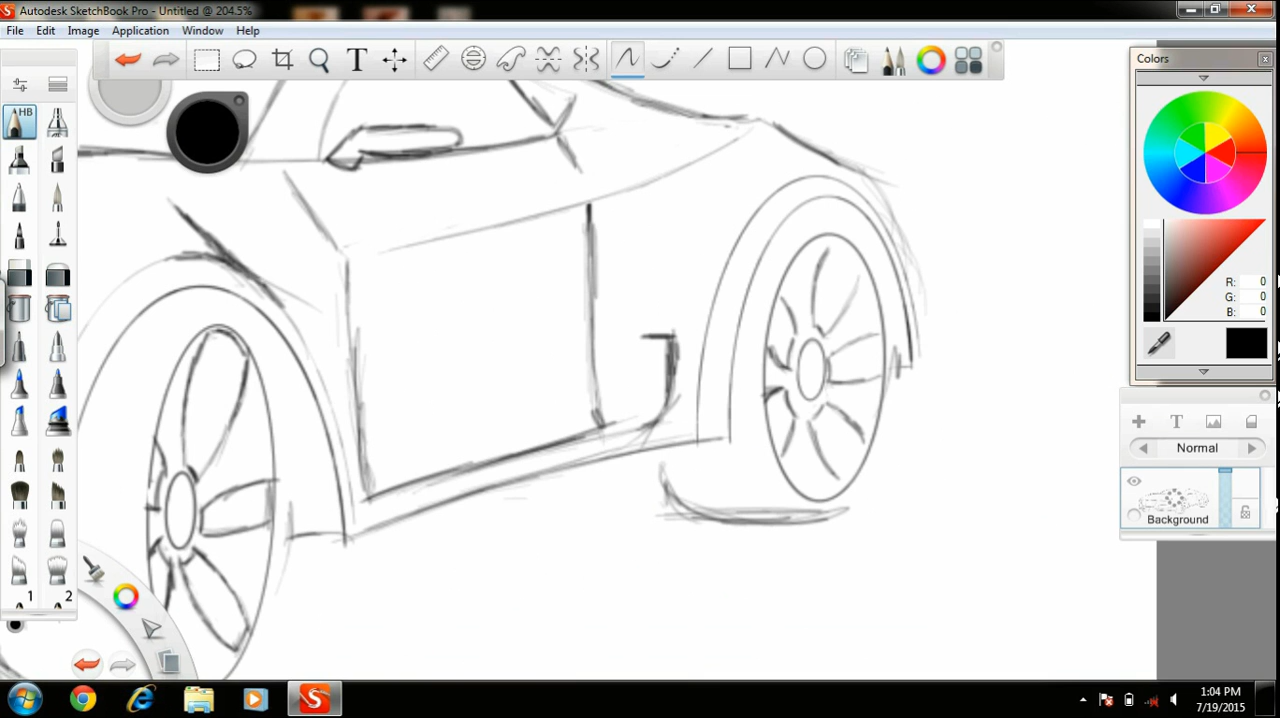 Autodesk SketchBook Pro - Untitled @ 204.5%
File Edit Image Application Window Help
T
Colors
HB
R: 0
G: 0
B: 0
T
Normal
Background
1 2
S
1:04 PM
7/19/2015